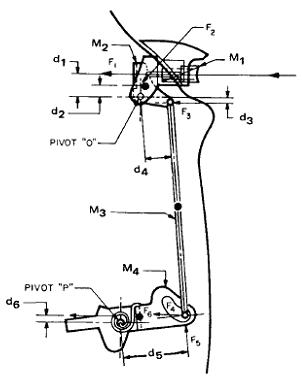 M2
F2
d1
F1
M1
d2
F3
d3
PIVOT "O"
d4
M3
M4
PIVOT "P"
d6
F6
F4
F5
d5